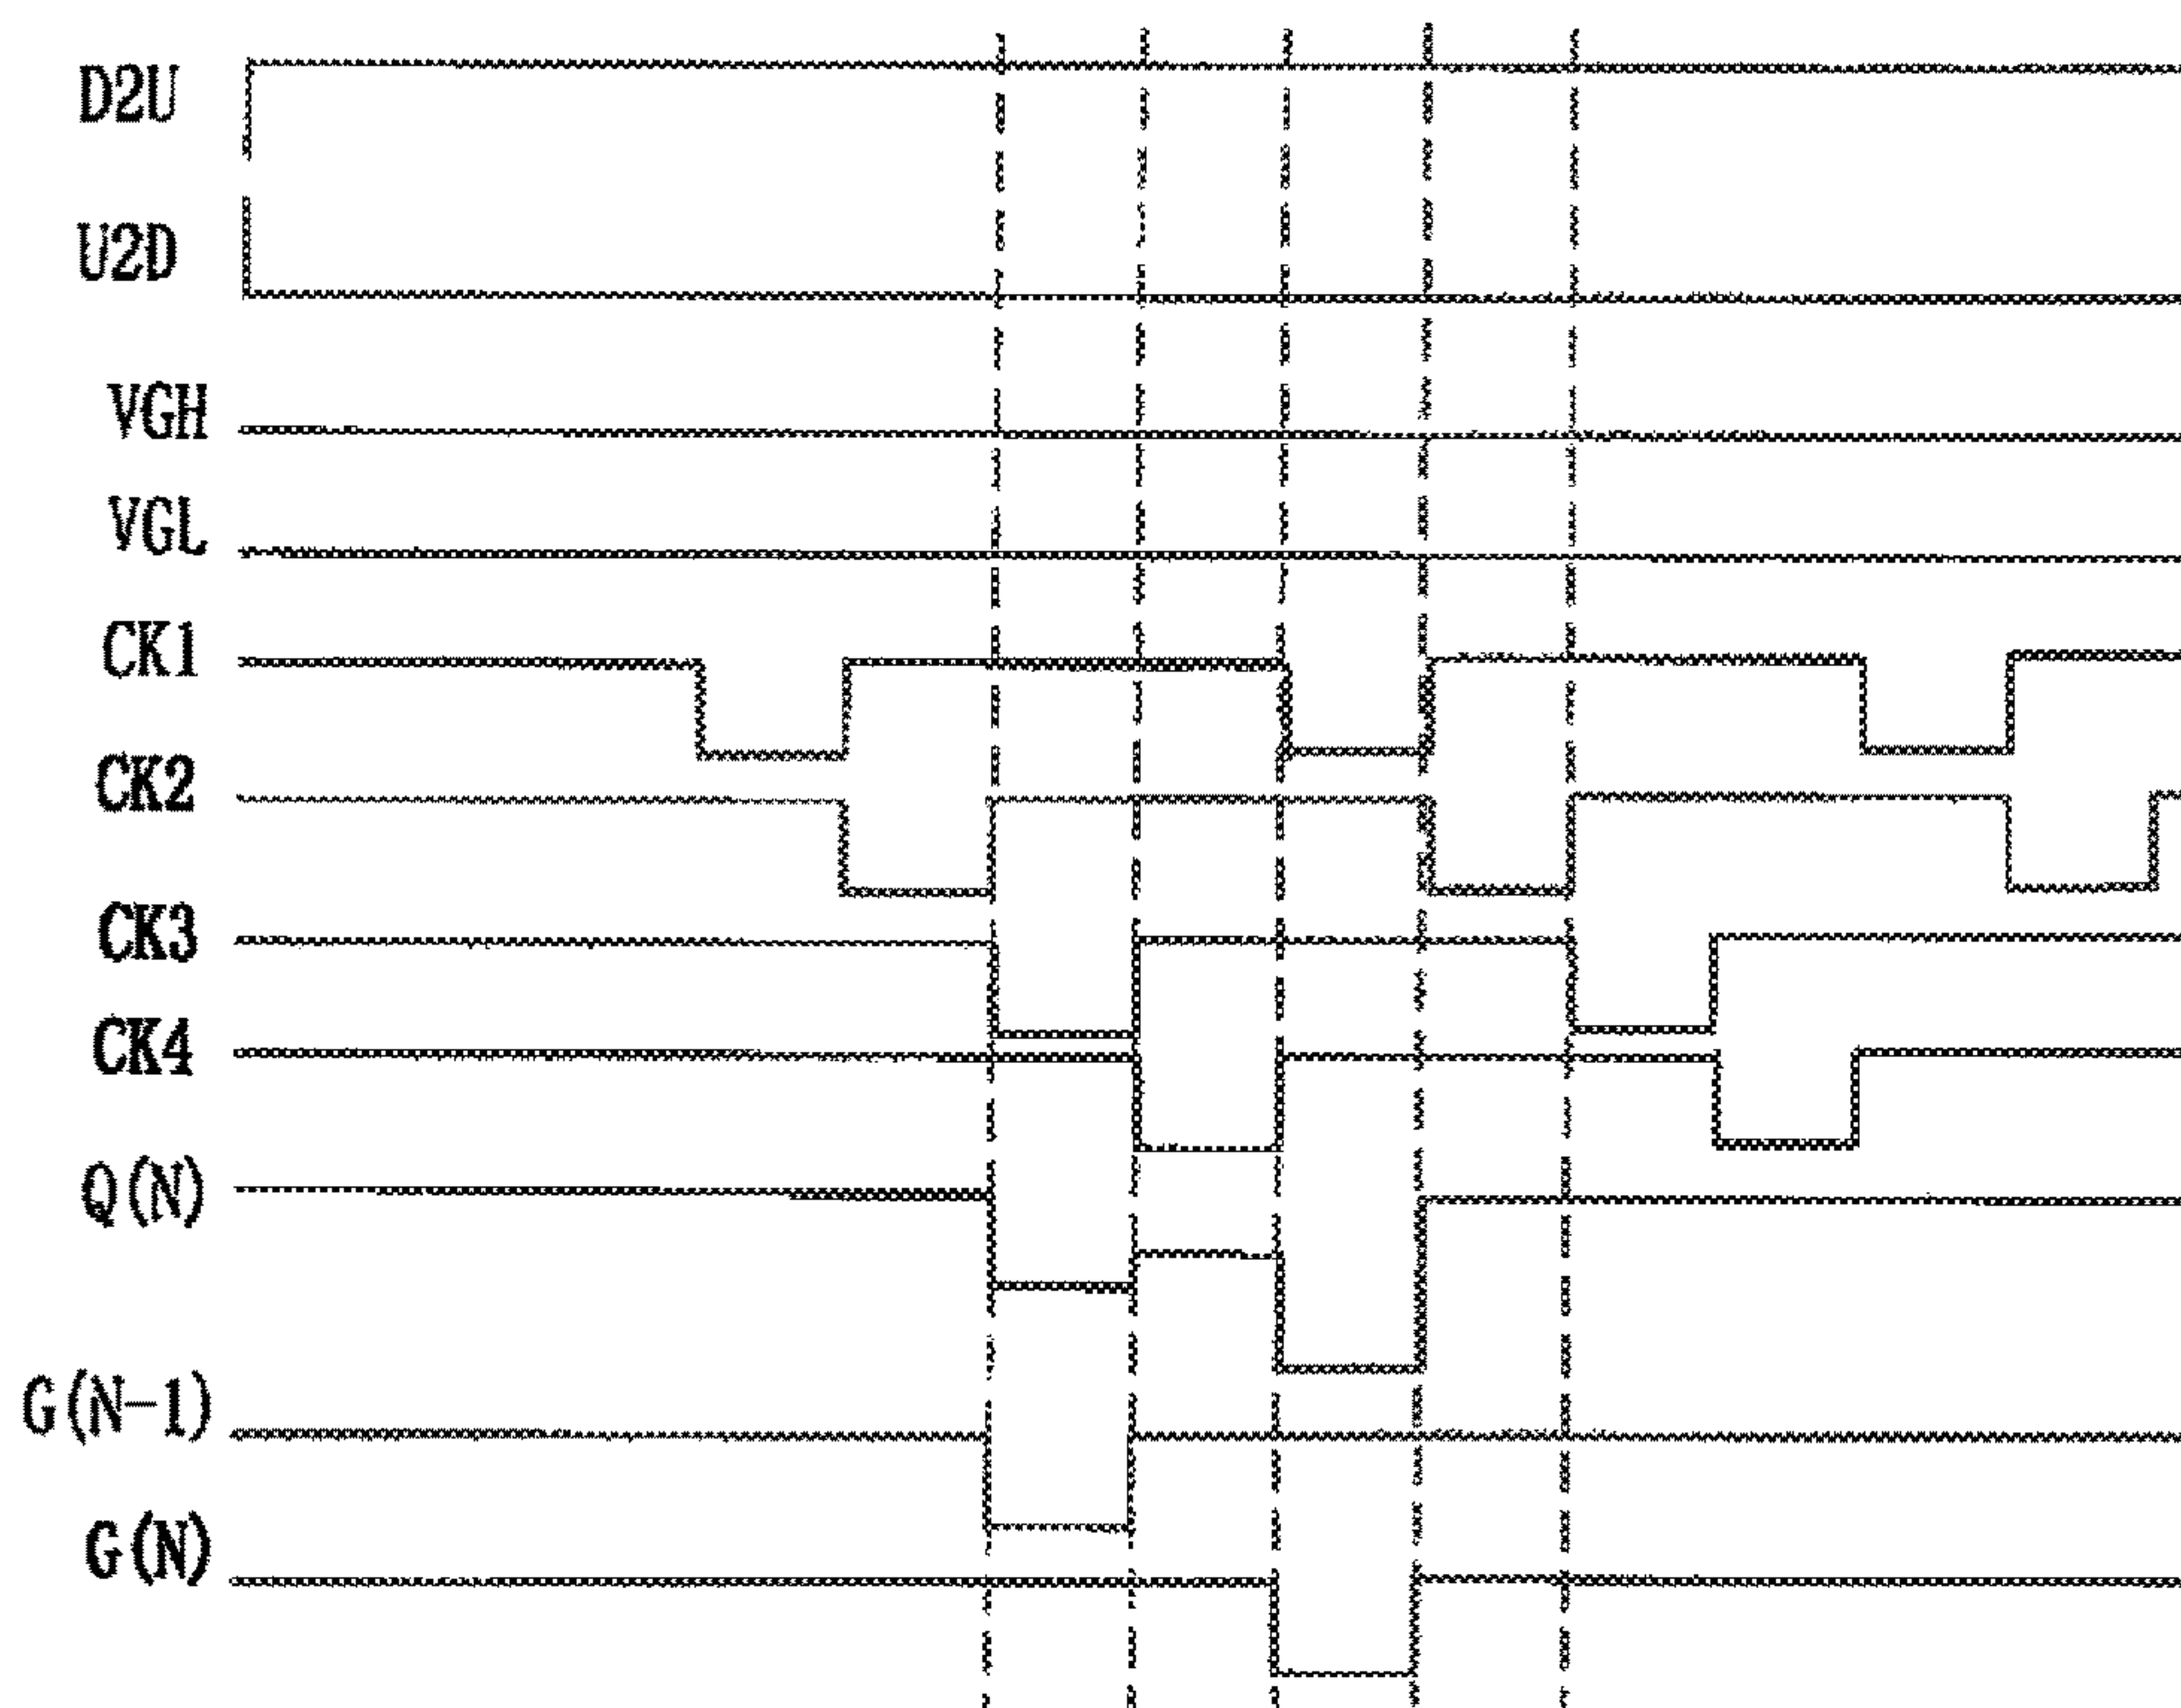 D2U
U2D
VGH
VGL
CK1
CK2
CK3
CK4
Q(N)
G(N-1)
G(N)